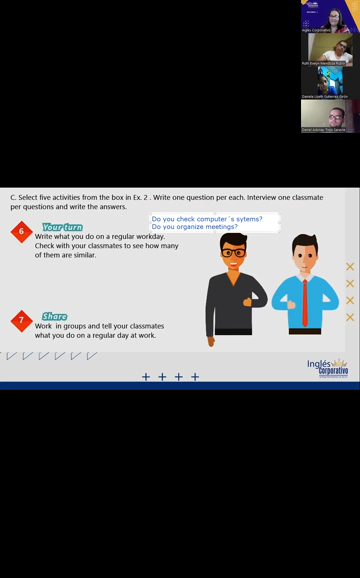 Inglés Corporativo
C. Select five activities from the box in Ex. 2 . Write one question per each. Interview one classmate
per questions and write the answers.
Do you check computer´s sytems?
Do you organize meetings?
6
Your turn
Write what you do on a regular workday.
Check with your classmates to see how many
of them are similar.
7
Share
Work in groups and tell your classmates
what you do on a regular day at work.
Inglés
Corporativo